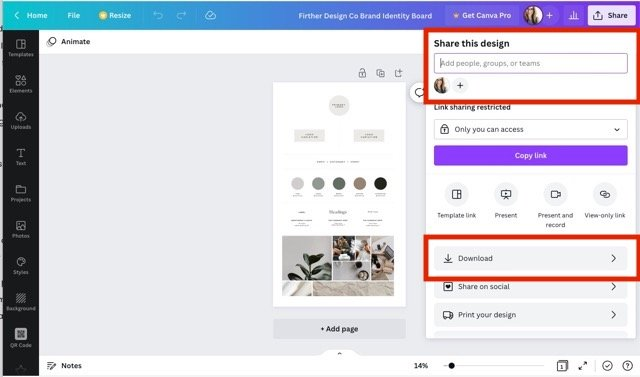 Home File Resize Firther Design Co Brand Identity Board Get Canva Pro + Share
Templates
Elements
Uploads
Text
Projects
Photos
Styles
Background
QR Code
Animate
Headings
+ Add page
Share this design
Add people, groups, or teams
+
Link sharing restricted
Only you can access
Copy link
Template link Present Present and record View-only link
Download
Share on social
Print your design
Notes 14% 1 ?